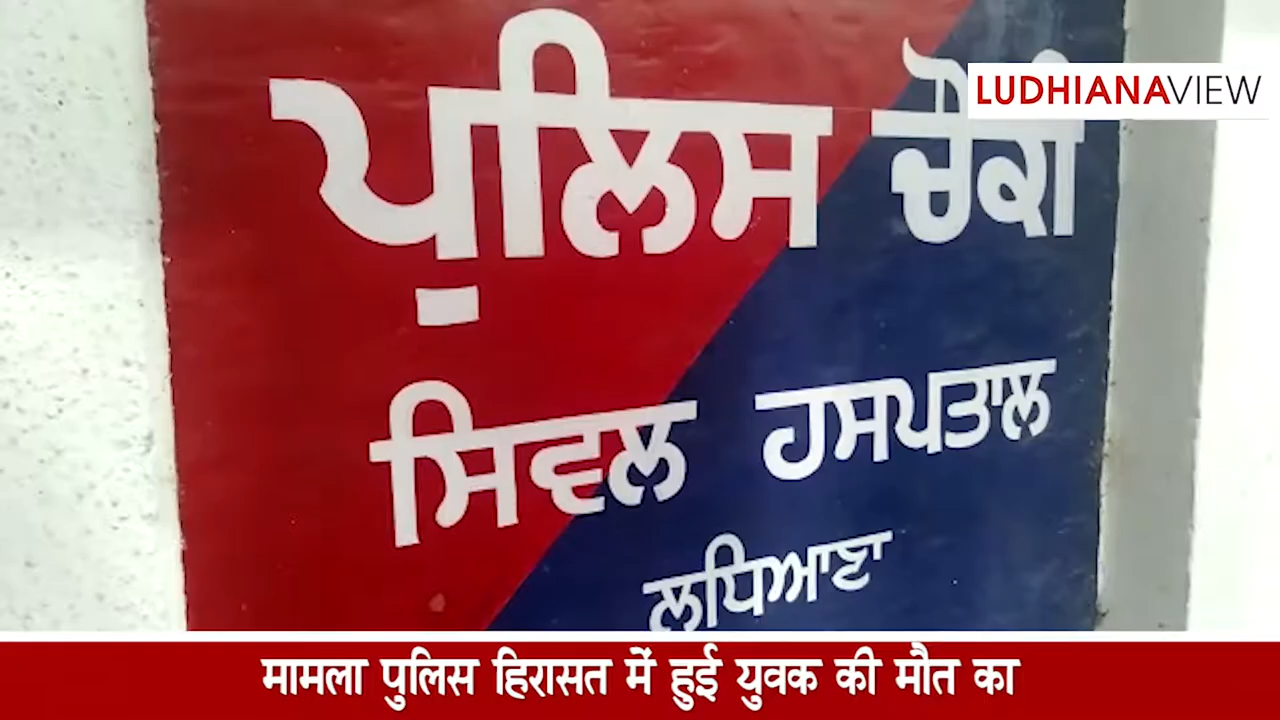 ਪੁਲਿਸ ਚੌਕੀ
LUDHIANAVIEW
ਸਿਵਲ ਹਸਪਤਾਲ
ਲੁਧਿਆਣਾ
मामला पुलिस हिरासत में हुई युवक की मौत का